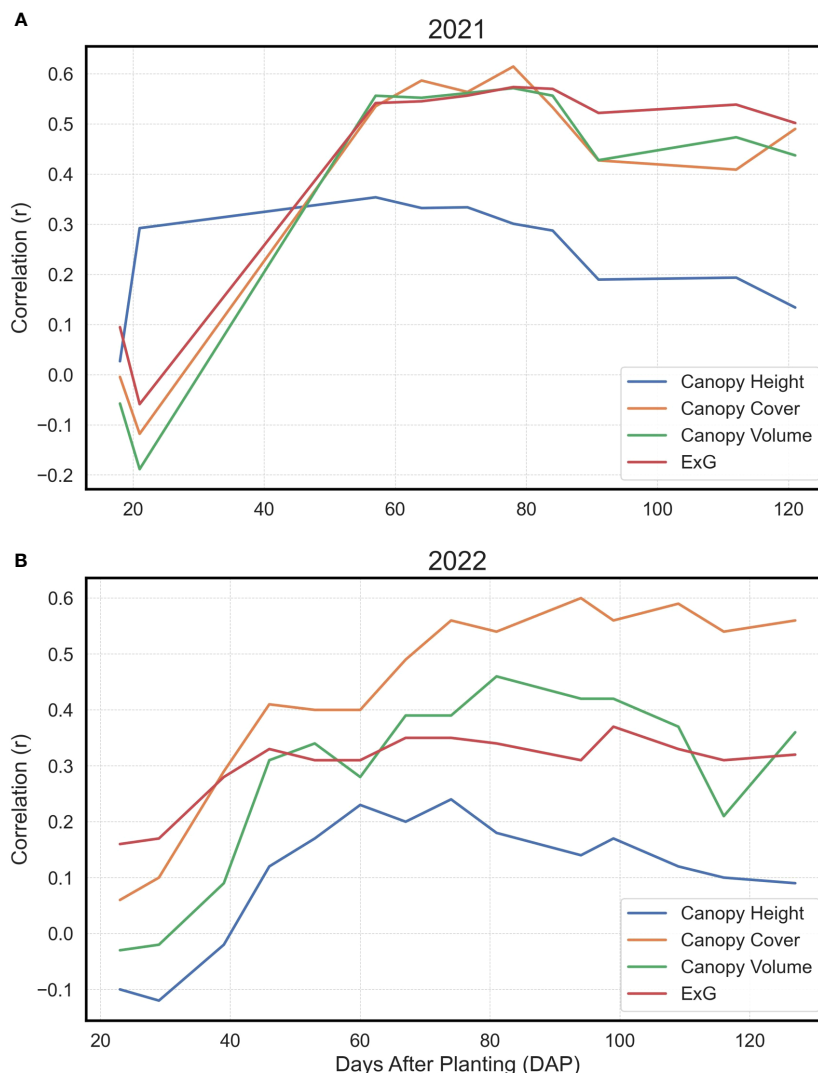 A
2021
0.6
0.5
0.4
0.3
0.2
0.1
0.0
−0.1
−0.2
Correlation (r)
20 40 60 80 100 120
Canopy Height
Canopy Cover
Canopy Volume
ExG
B
2022
0.6
0.5
0.4
0.3
0.2
0.1
0.0
−0.1
Correlation (r)
20 40 60 80 100 120
Days After Planting (DAP)
Canopy Height
Canopy Cover
Canopy Volume
ExG